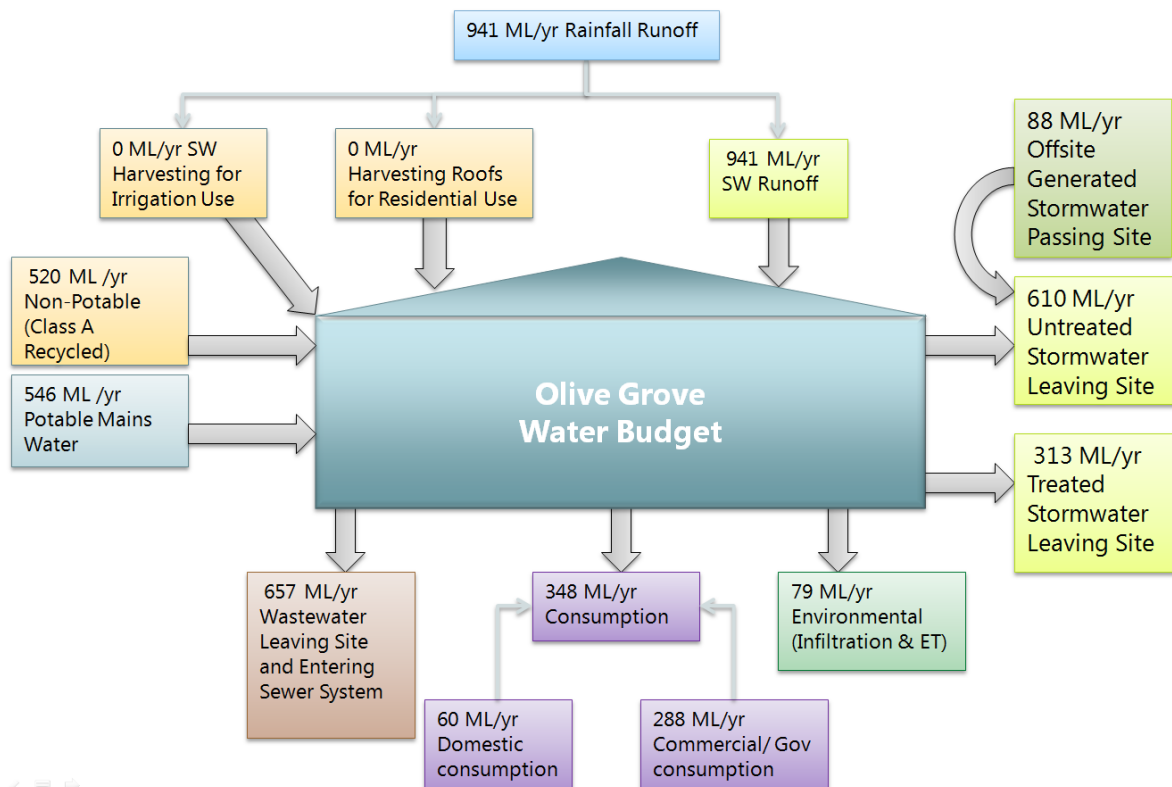 941 ML/yr Rainfall Runoff
0 ML/yr SW
Harvesting for
Irrigation Use
0 ML/yr
Harvesting Roofs
for Residential Use
941 ML/yr
SW Runoff
88 ML/yr
Offsite
Generated
Stormwater
Passing Site
520 ML /yr
Non-Potable
(Class A
Recycled)
546 ML /yr
Potable Mains
Water
Olive Grove
Water Budget
610 ML/yr
Untreated
Stormwater
Leaving Site
313 ML/yr
Treated
Stormwater
Leaving Site
657 ML/yr
Wastewater
Leaving Site
and Entering
Sewer System
348 ML/yr
Consumption
79 ML/yr
Environmental
(Infiltration & ET)
60 ML/yr
Domestic
consumption
288 ML/yr
Commercial/ Gov
consumption